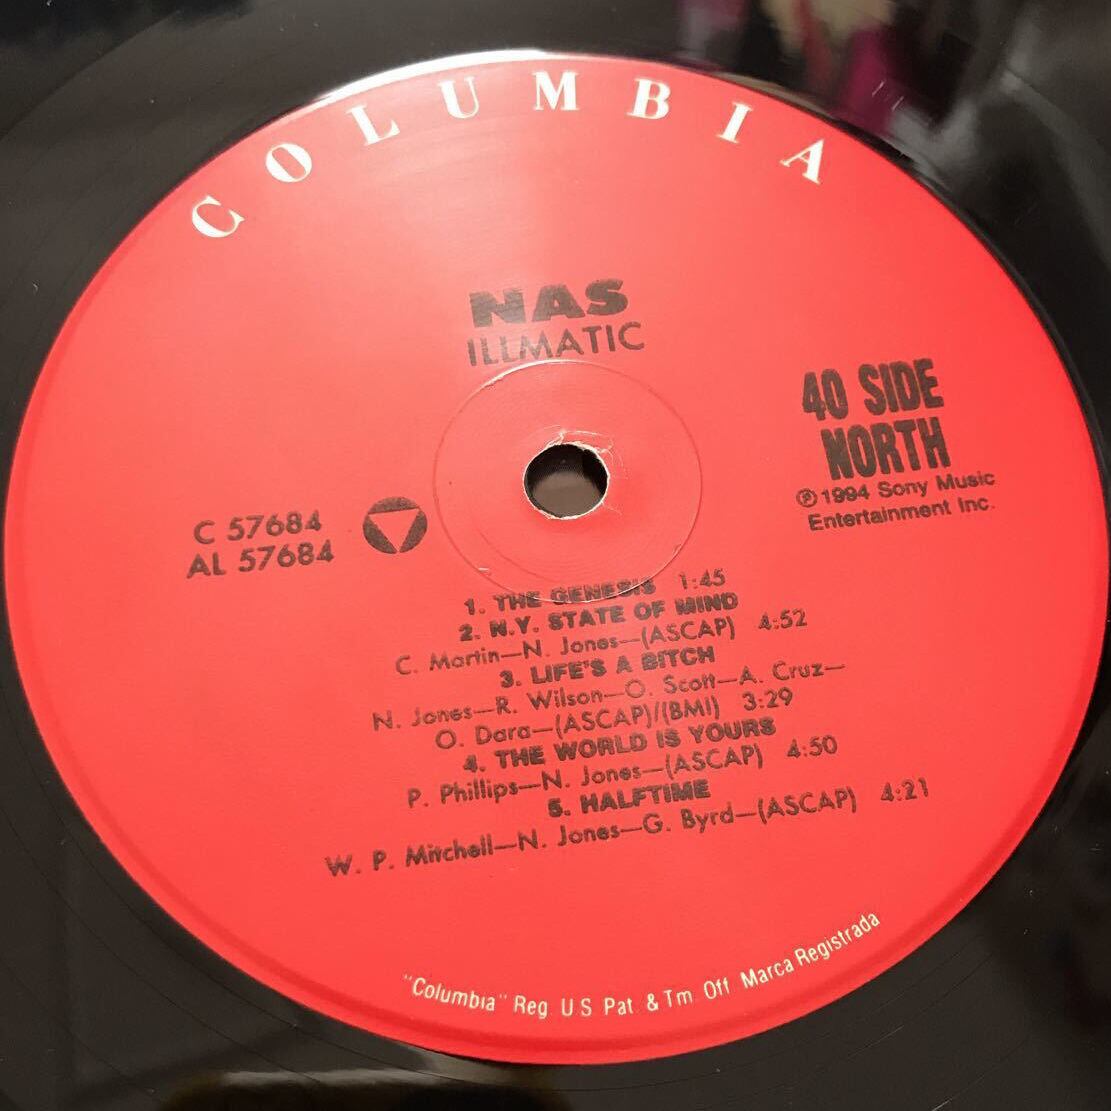 COLUMBIA
NAS
ILLMATIC
40 SIDE
NORTH
℗ 1994 Sony Music
Entertainment Inc.
C 57684
AL 57684
1. THE GENESIS 1:45
2. N.Y. STATE OF MIND
C. Martin—N. Jones—(ASCAP) 4:52
3. LIFE'S A BITCH
N. Jones—R. Wilson—O. Scott—A. Cruz—
O. Dara—(ASCAP)/(BMI) 3:29
4. THE WORLD IS YOURS
P. Phillips—N. Jones—(ASCAP) 4:50
5. HALFTIME
W. P. Mitchell—N. Jones—G. Byrd—(ASCAP) 4:21
"Columbia" Reg U S Pat. & Tm Off Marca Registrada